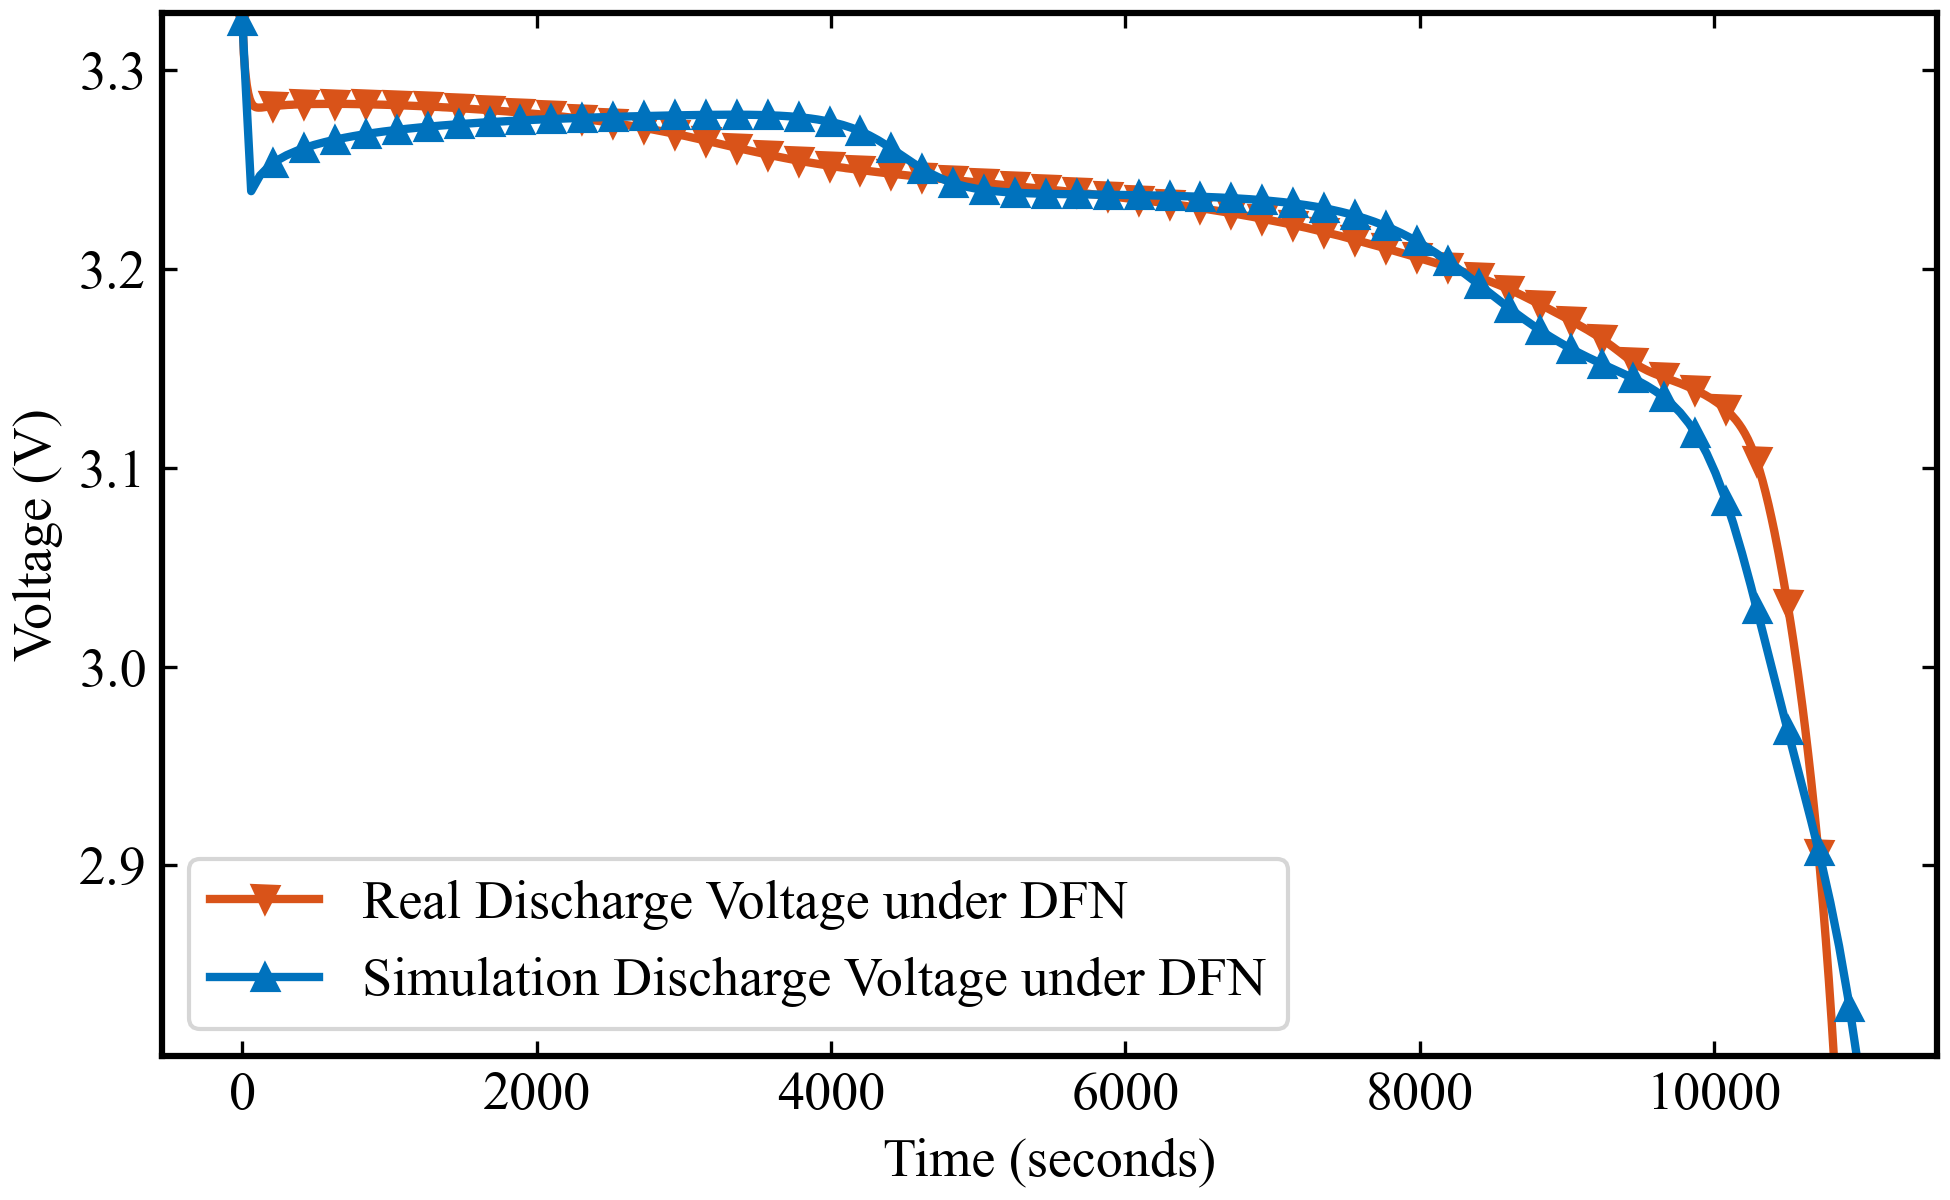 3.3
3.2
3.1
3.0
2.9
Voltage (V)
Real Discharge Voltage under DFN
Simulation Discharge Voltage under DFN
0 2000 4000 6000 8000 10000
Time (seconds)